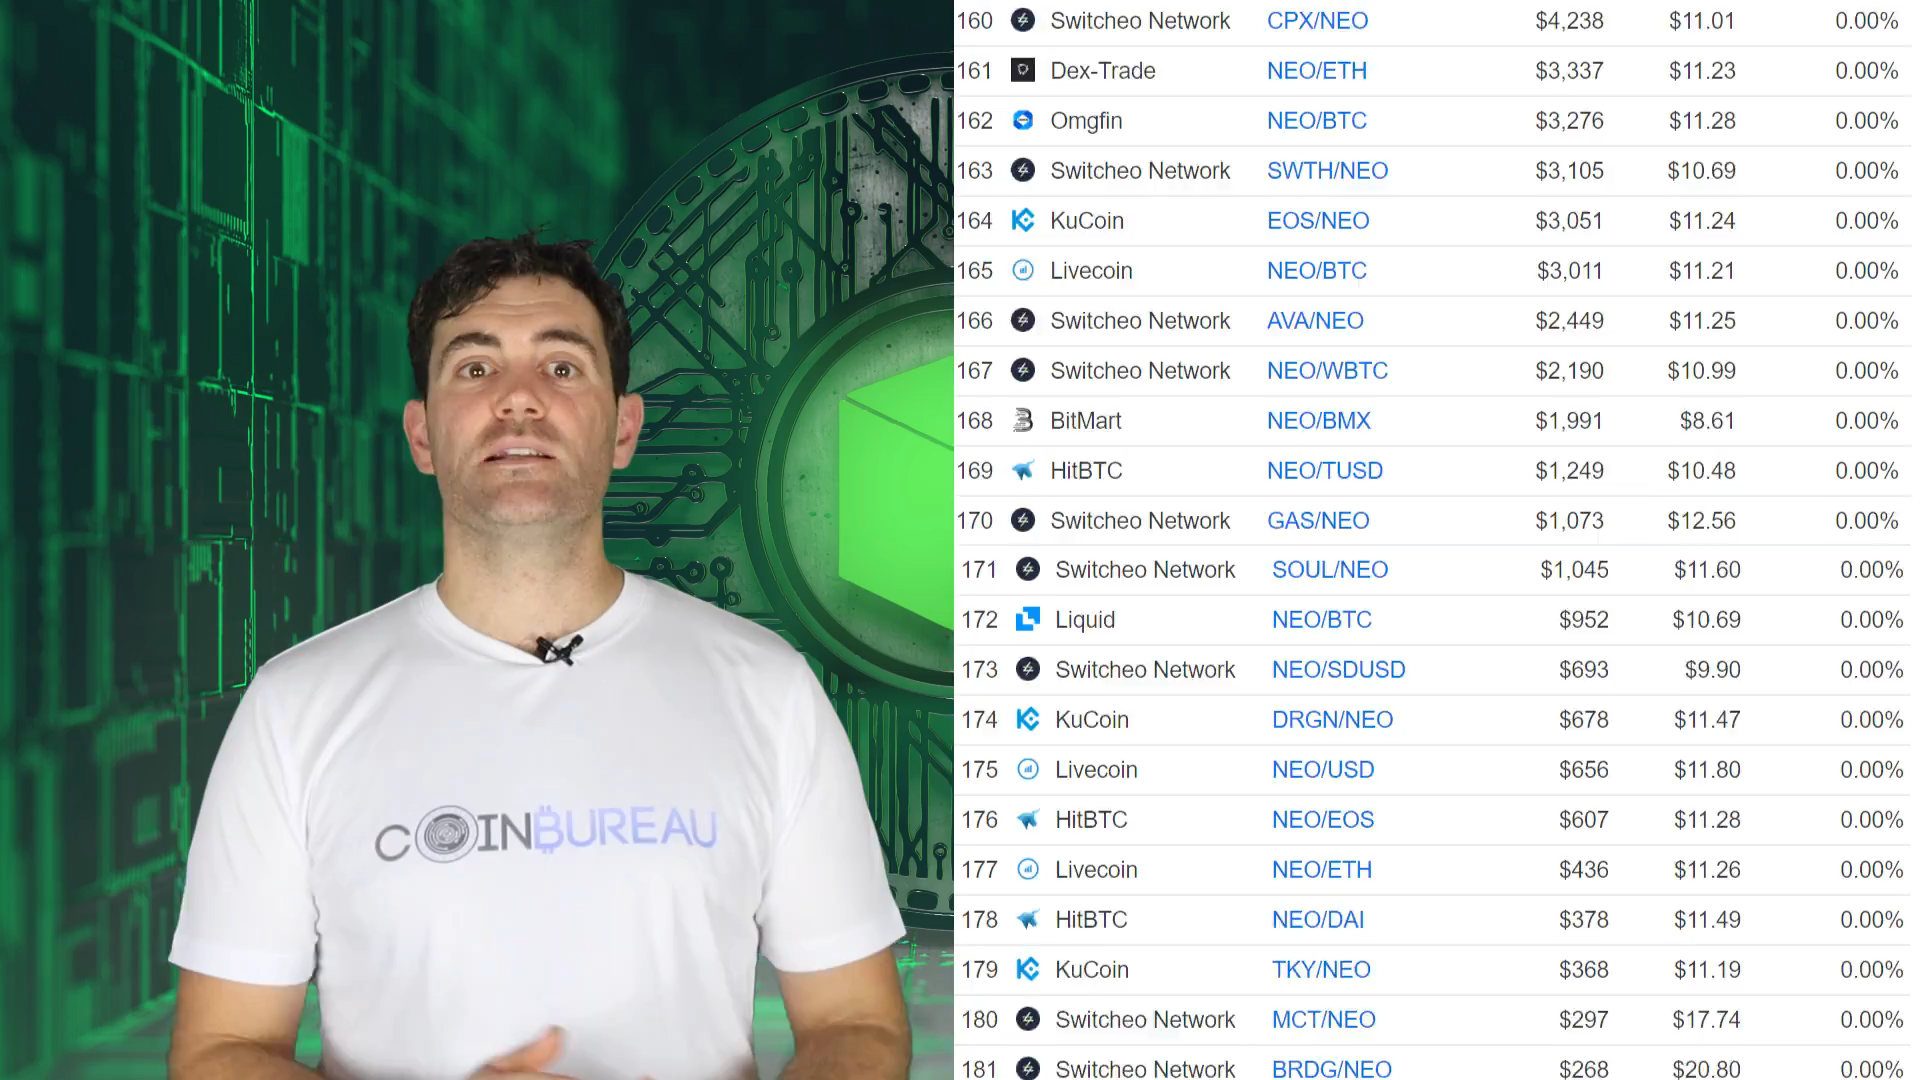 COINBUREAU
160 Switcheo Network CPX/NEO $4,238 $11.01 0.00%
161 Dex-Trade NEO/ETH $3,337 $11.23 0.00%
162 Omgfin NEO/BTC $3,276 $11.28 0.00%
163 Switcheo Network SWTH/NEO $3,105 $10.69 0.00%
164 KuCoin EOS/NEO $3,051 $11.24 0.00%
165 Livecoin NEO/BTC $3,011 $11.21 0.00%
166 Switcheo Network AVA/NEO $2,449 $11.25 0.00%
167 Switcheo Network NEO/WBTC $2,190 $10.99 0.00%
168 BitMart NEO/BMX $1,991 $8.61 0.00%
169 HitBTC NEO/TUSD $1,249 $10.48 0.00%
170 Switcheo Network GAS/NEO $1,073 $12.56 0.00%
171 Switcheo Network SOUL/NEO $1,045 $11.60 0.00%
172 Liquid NEO/BTC $952 $10.69 0.00%
173 Switcheo Network NEO/SDUSD $693 $9.90 0.00%
174 KuCoin DRGN/NEO $678 $11.47 0.00%
175 Livecoin NEO/USD $656 $11.80 0.00%
176 HitBTC NEO/EOS $607 $11.28 0.00%
177 Livecoin NEO/ETH $436 $11.26 0.00%
178 HitBTC NEO/DAI $378 $11.49 0.00%
179 KuCoin TKY/NEO $368 $11.19 0.00%
180 Switcheo Network MCT/NEO $297 $17.74 0.00%
181 Switcheo Network BRDG/NEO $268 $20.80 0.00%